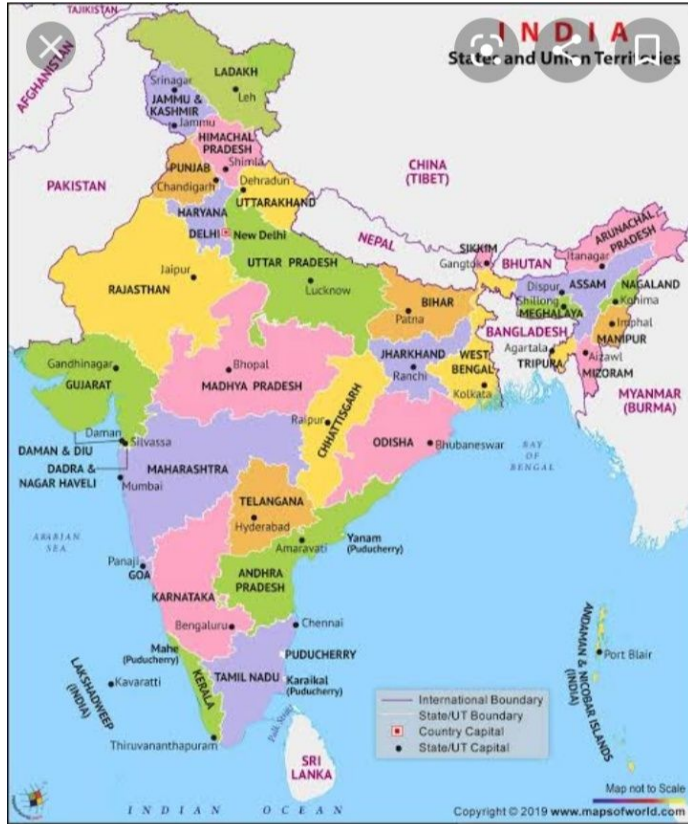 TAJIKISTAN
AFGHANISTAN
INDIA
States and Union Territories
LADAKH
Leh
Srinagar
JAMMU &
KASHMIR
Jammu
HIMACHAL
PRADESH
Shimla
PUNJAB
Chandigarh
Dehradun
UTTARAKHAND
CHINA
(TIBET)
PAKISTAN
HARYANA
DELHI
New Delhi
NEPAL
SIKKIM
Gangtok
BHUTAN
ARUNACHAL
PRADESH
Itanagar
Jaipur
RAJASTHAN
UTTAR PRADESH
Lucknow
BIHAR
Patna
Dispur
ASSAM
NAGALAND
Shillong
MEGHALAYA
Kohima
Imphal
MANIPUR
BANGLADESH
Agartala
TRIPURA
Aizawl
MIZORAM
Gandhinagar
GUJARAT
Bhopal
MADHYA PRADESH
JHARKHAND
Ranchi
WEST
BENGAL
Kolkata
MYANMAR
(BURMA)
Raipur
CHHATTISGARH
Daman
Silvassa
DAMAN & DIU
DADRA &
NAGAR HAVELI
MAHARASHTRA
Mumbai
ODISHA
Bhubaneswar
BAY
OF
BENGAL
TELANGANA
Hyderabad
ARABIAN
SEA
Amaravati
Yanam
(Puducherry)
Panaji
GOA
ANDHRA
PRADESH
KARNATAKA
Bengaluru
Chennai
Mahe
(Puducherry)
PUDUCHERRY
LAKSHADWEEP
(INDIA)
Kavaratti
KERALA
TAMIL NADU
Karaikal
(Puducherry)
Port Blair
ANDAMAN & NICOBAR ISLANDS
(INDIA)
Palk Strait
Thiruvananthapuram
SRI
LANKA
International Boundary
State/UT Boundary
Country Capital
State/UT Capital
INDIAN OCEAN
Map not to Scale
Copyright © 2019 www.mapsofworld.com